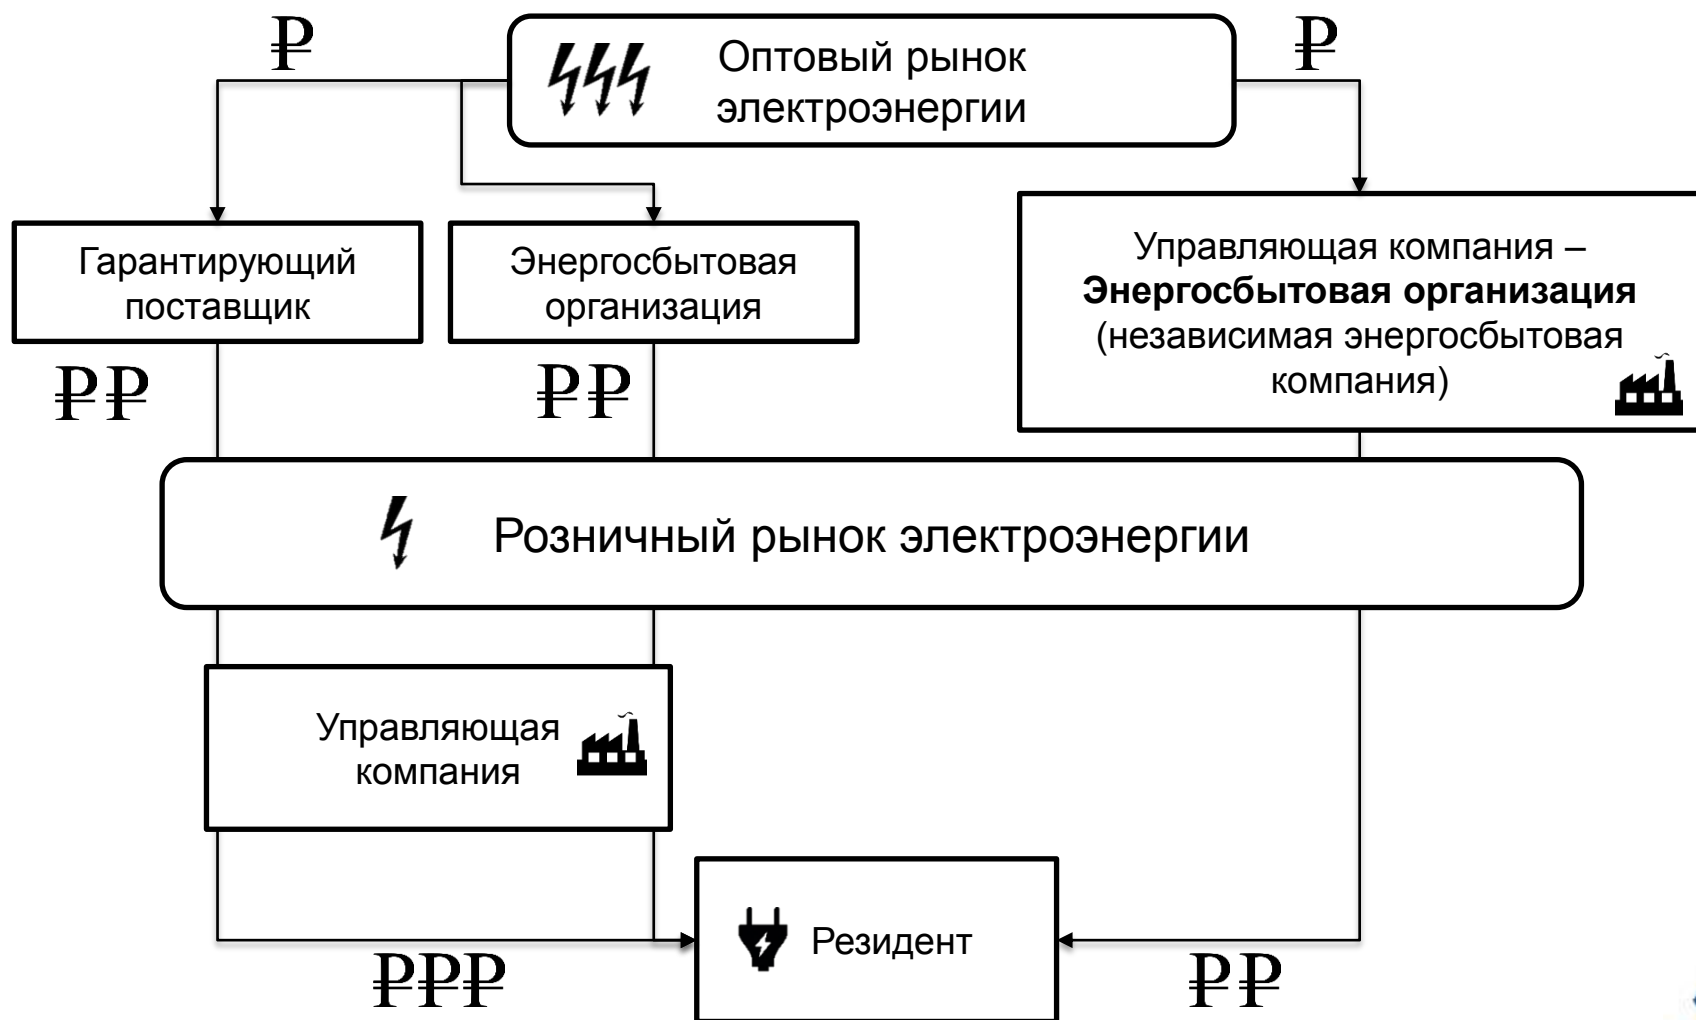 ₽
Оптовый рынок
электроэнергии
₽
Гарантирующий
поставщик
Энергосбытовая
организация
Управляющая компания –
Энергосбытовая организация
(независимая энергосбытовая
компания)
₽₽
₽₽
Розничный рынок электроэнергии
Управляющая
компания
Резидент
₽₽₽
₽₽